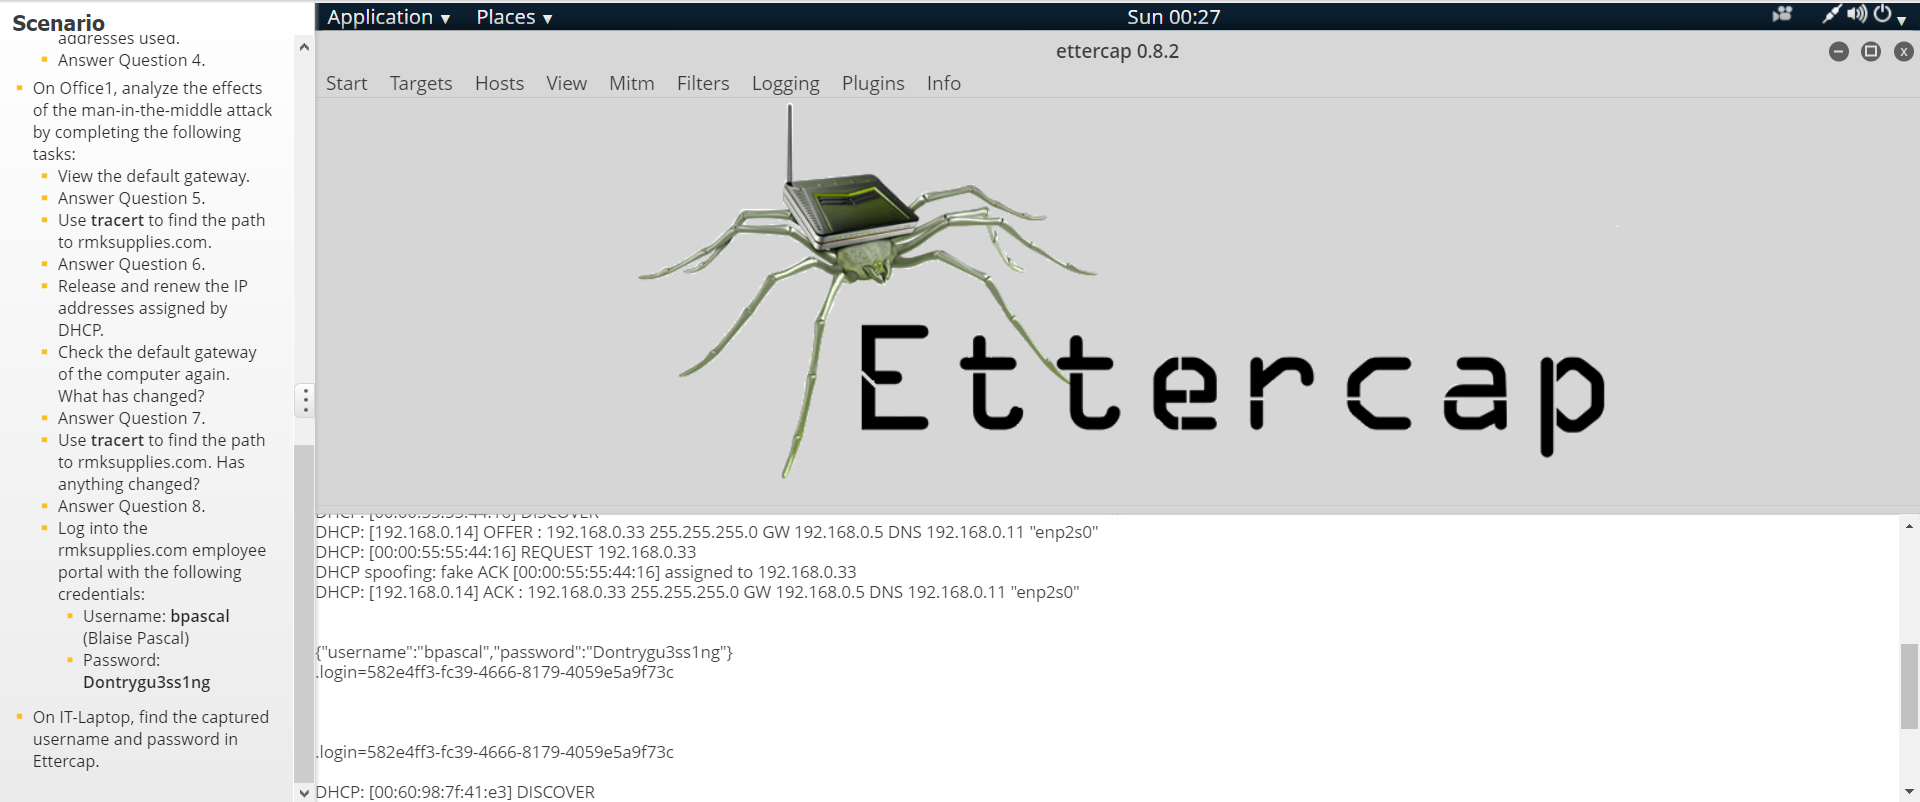 Scenario
addresses used.
Answer Question 4.
On Office1, analyze the effects
of the man-in-the-middle attack
by completing the following
tasks:
View the default gateway.
Answer Question 5.
Use tracert to find the path
to rmksupplies.com.
Answer Question 6.
Release and renew the IP
addresses assigned by
DHCP.
Check the default gateway
of the computer again.
What has changed?
Answer Question 7.
Use tracert to find the path
to rmksupplies.com. Has
anything changed?
Answer Question 8.
Log into the
rmksupplies.com employee
portal with the following
credentials:
Username: bpascal
(Blaise Pascal)
Password:
Dontrygu3ss1ng
On IT-Laptop, find the captured
username and password in
Ettercap.
Application ▾ Places ▾ Sun 00:27
ettercap 0.8.2
Start Targets Hosts View Mitm Filters Logging Plugins Info
Ettercap
DHCP: [00:00:55:55:44:16] DISCOVER
DHCP: [192.168.0.14] OFFER : 192.168.0.33 255.255.255.0 GW 192.168.0.5 DNS 192.168.0.11 "enp2s0"
DHCP: [00:00:55:55:44:16] REQUEST 192.168.0.33
DHCP spoofing: fake ACK [00:00:55:55:44:16] assigned to 192.168.0.33
DHCP: [192.168.0.14] ACK : 192.168.0.33 255.255.255.0 GW 192.168.0.5 DNS 192.168.0.11 "enp2s0"
{"username":"bpascal","password":"Dontrygu3ss1ng"}
.login=582e4ff3-fc39-4666-8179-4059e5a9f73c
.login=582e4ff3-fc39-4666-8179-4059e5a9f73c
DHCP: [00:60:98:7f:41:e3] DISCOVER